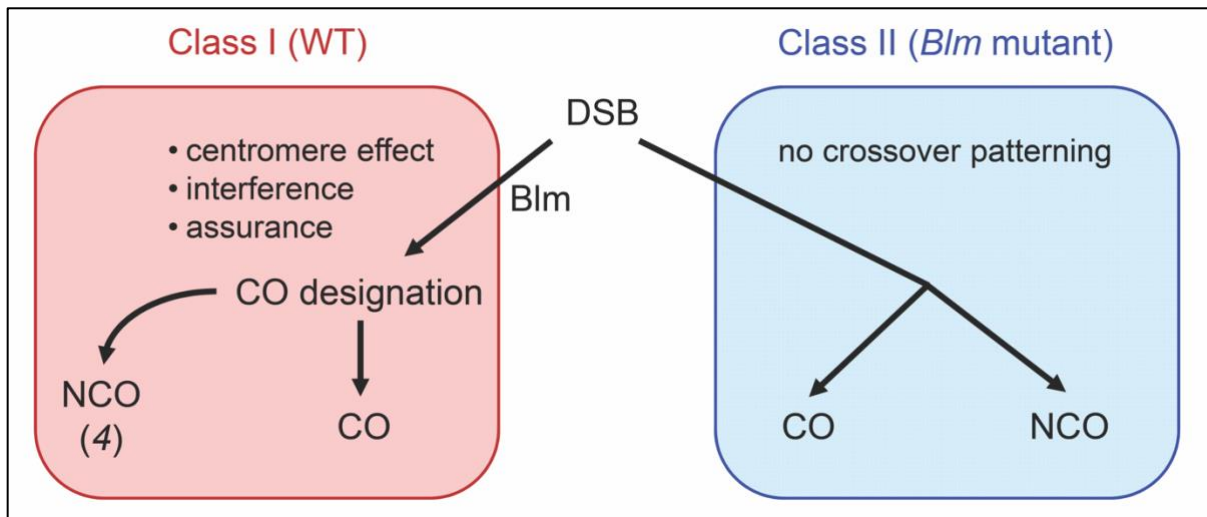 Class I (WT)
Class II (Blm mutant)
DSB
• centromere effect
• interference
• assurance
Blm
no crossover patterning
CO designation
NCO
(4)
CO
CO
NCO